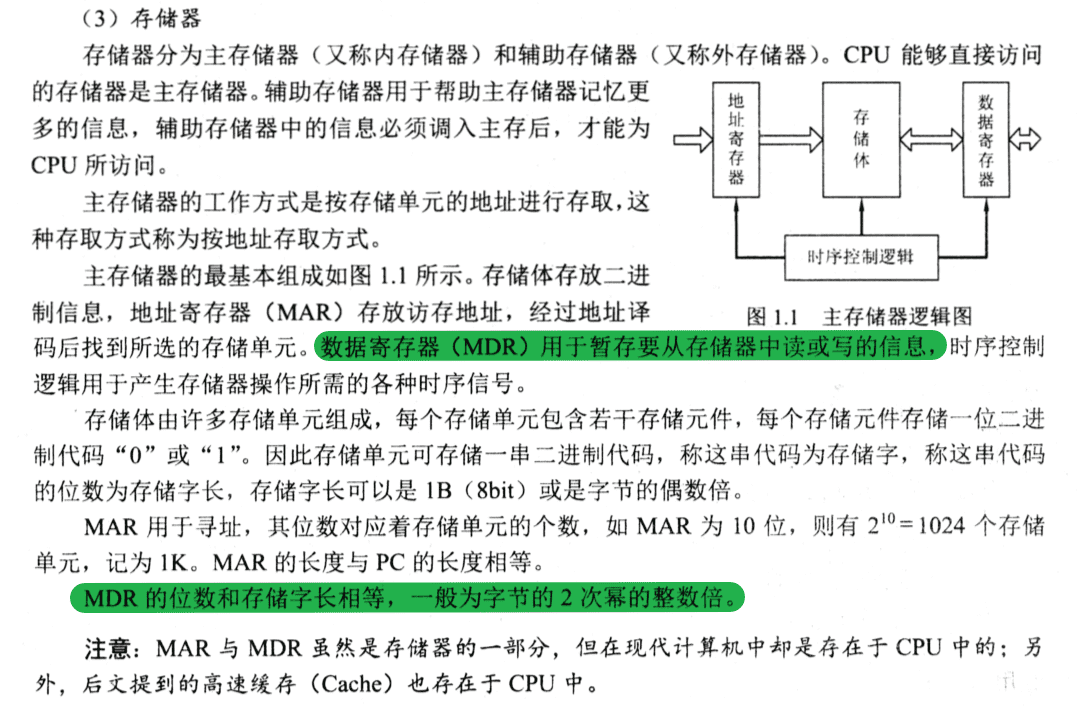 （3）存储器
存储器分为主存储器（又称内存储器）和辅助存储器（又称外存储器）。CPU 能够直接访问
的存储器是主存储器。辅助存储器用于帮助主存储器记忆更
多的信息，辅助存储器中的信息必须调入主存后，才能为
CPU 所访问。
主存储器的工作方式是按存储单元的地址进行存取，这
种存取方式称为按地址存取方式。
主存储器的最基本组成如图 1.1 所示。存储体存放二进
制信息，地址寄存器（MAR）存放访存地址，经过地址译
码后找到所选的存储单元。数据寄存器（MDR）用于暂存要从存储器中读或写的信息，时序控制
逻辑用于产生存储器操作所需的各种时序信号。
地址寄存器
存储体
数据寄存器
时序控制逻辑
图 1.1 主存储器逻辑图
存储体由许多存储单元组成，每个存储单元包含若干存储元件，每个存储元件存储一位二进
制代码“0”或“1”。因此存储单元可存储一串二进制代码，称这串代码为存储字，称这串代码
的位数为存储字长，存储字长可以是 1B（8bit）或是字节的偶数倍。
MAR 用于寻址，其位数对应着存储单元的个数，如 MAR 为 10 位，则有 2¹⁰ = 1024 个存储
单元，记为 1K。MAR 的长度与 PC 的长度相等。
MDR 的位数和存储字长相等，一般为字节的 2 次幂的整数倍。
注意：MAR 与 MDR 虽然是存储器的一部分，但在现代计算机中却是存在于 CPU 中的；另
外，后文提到的高速缓存（Cache）也存在于 CPU 中。